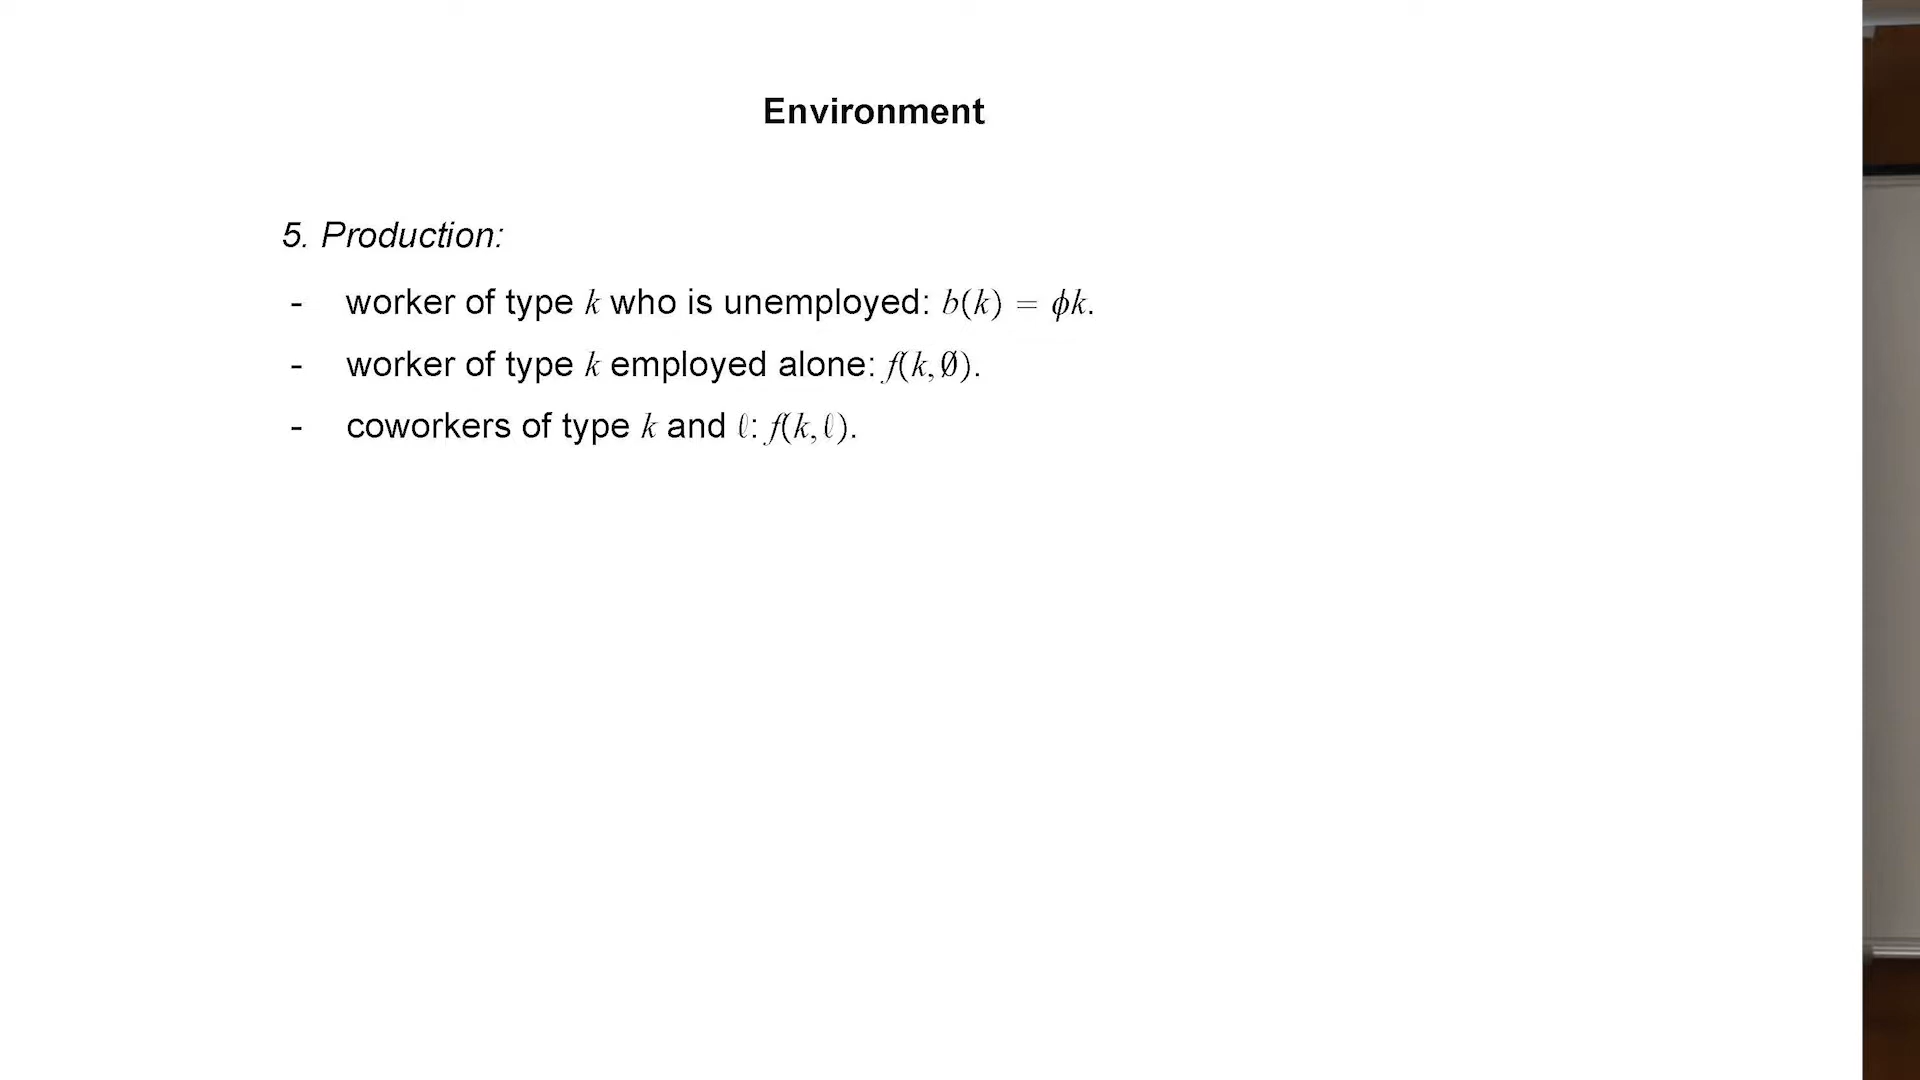 Environment
5. Production:
- worker of type k who is unemployed: b(k) = ϕk.
- worker of type k employed alone: f(k, ∅).
- coworkers of type k and ℓ: f(k, ℓ).